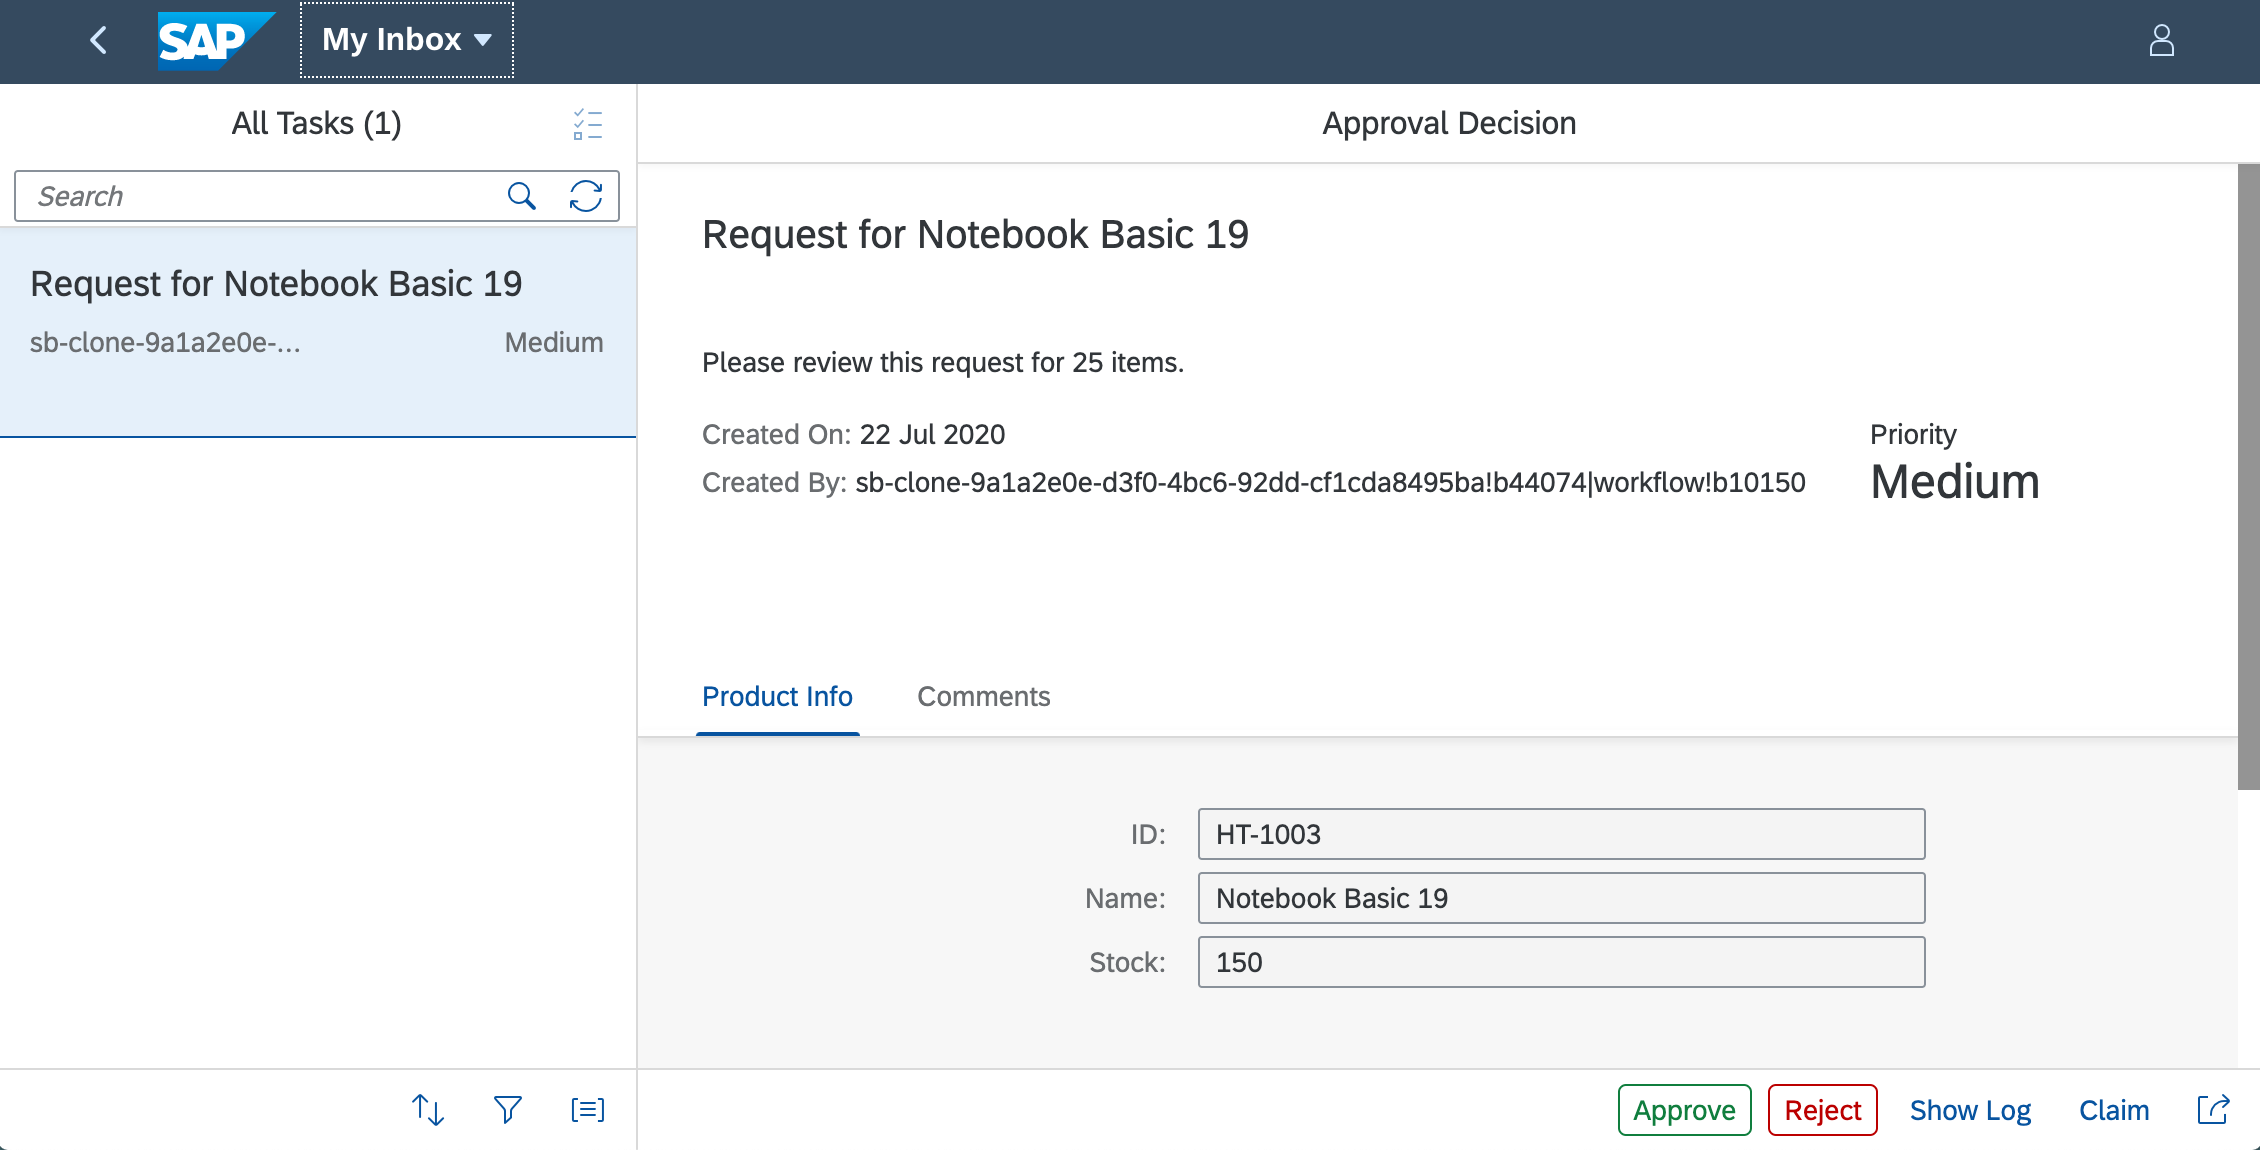 SAP
My Inbox
All Tasks (1)
Search
Request for Notebook Basic 19
sb-clone-9a1a2e0e-...
Medium
Approval Decision
Request for Notebook Basic 19
Please review this request for 25 items.
Created On: 22 Jul 2020
Created By: sb-clone-9a1a2e0e-d3f0-4bc6-92dd-cf1cda8495ba!b44074|workflow!b10150
Priority
Medium
Product Info
Comments
ID: HT-1003
Name: Notebook Basic 19
Stock: 150
Approve
Reject
Show Log
Claim